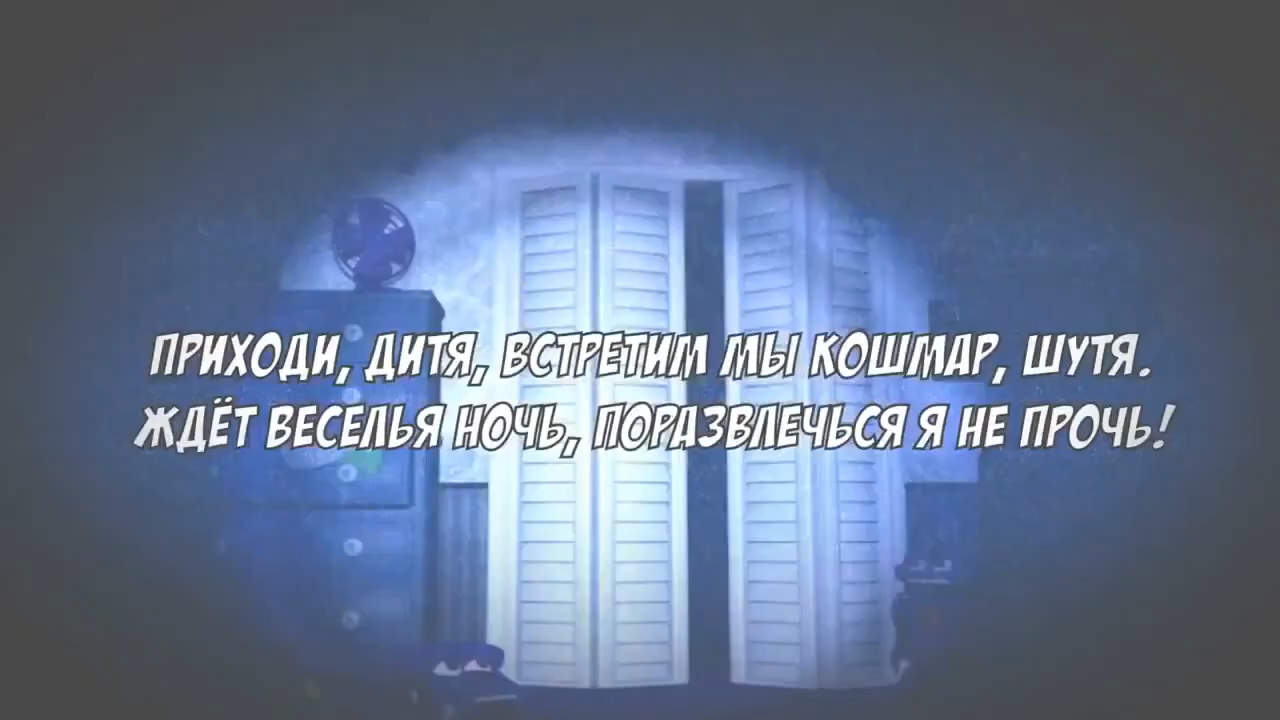 ПРИХОДИ, ДИТЯ, ВСТРЕТИМ МЫ КОШМАР, ШУТЯ.
ЖДЁТ ВЕСЕЛЬЯ НОЧЬ, ПОРАЗВЛЕЧЬСЯ Я НЕ ПРОЧЬ!